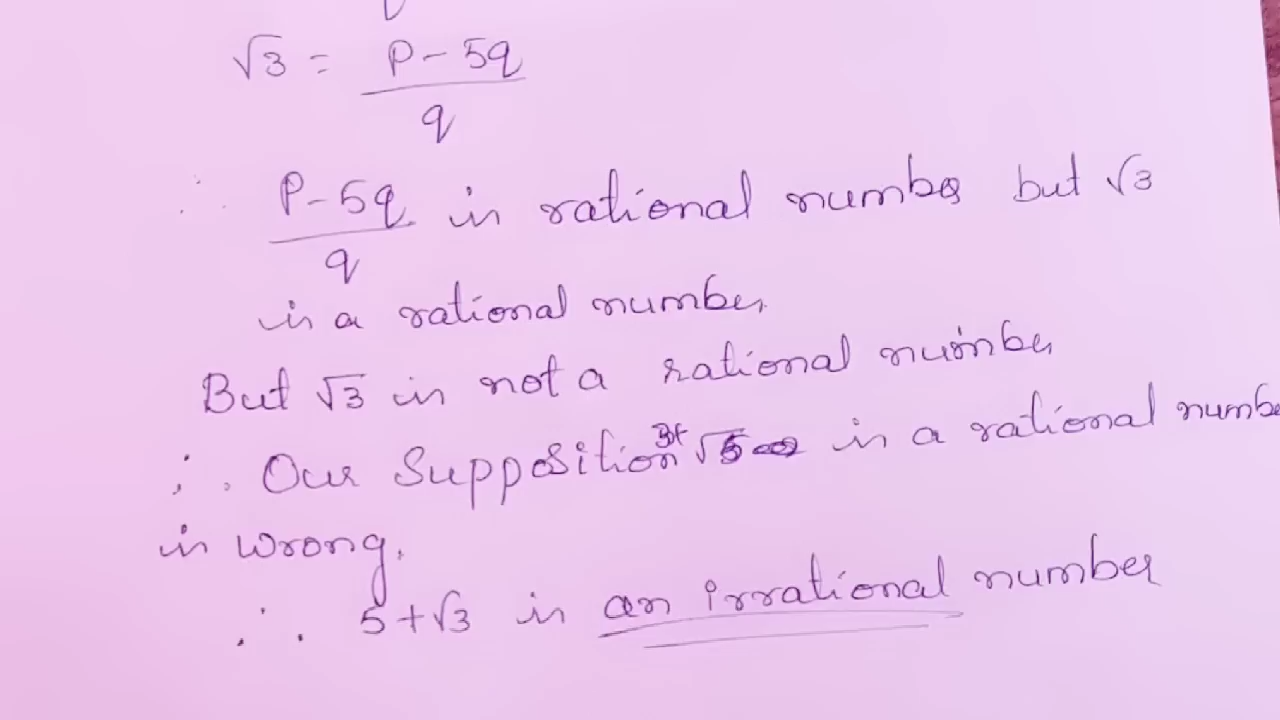 √3 = P - 5q / q
∴ P - 5q / q is rational number but √3
is a rational number
But √3 is not a rational number
∴ Our Supposition is a rational numbe
is wrong.
∴ 5+√3 is an irrational number